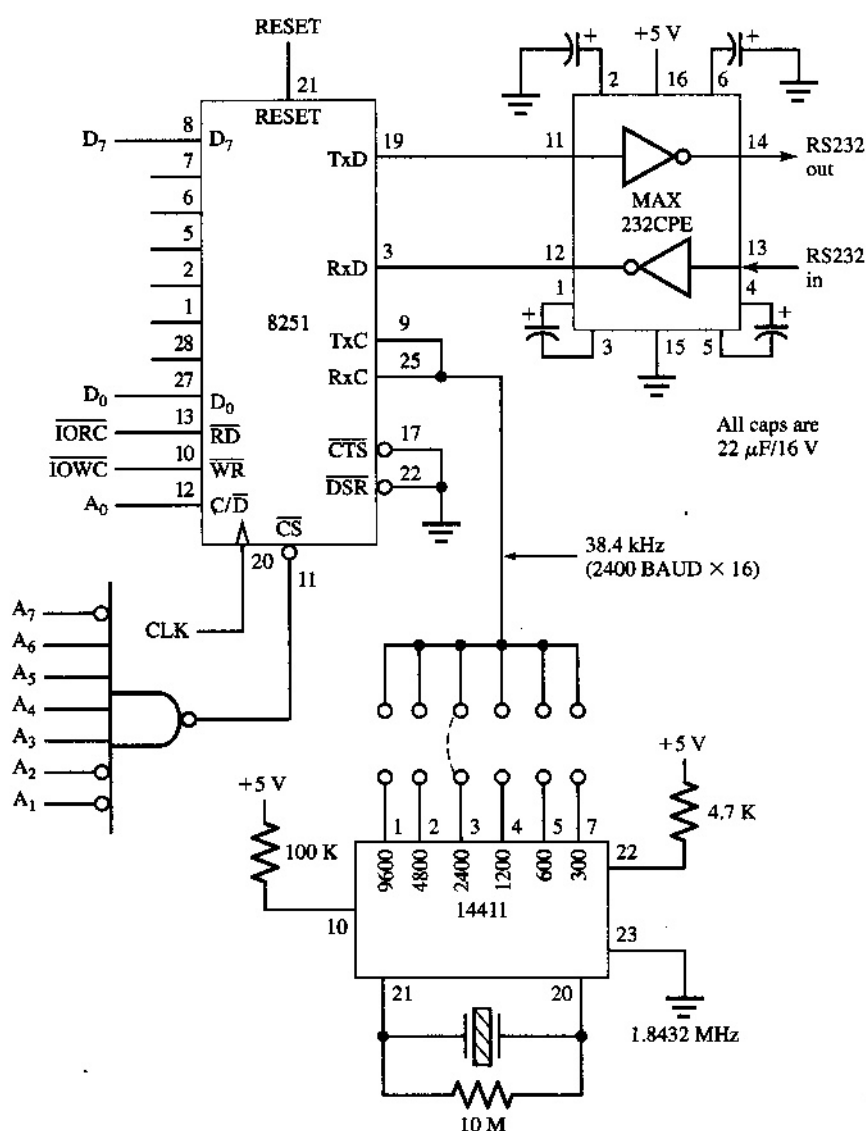 RESET
21
RESET
8
D7
D7
7
6
5
2
1
28
27
D0
D0
13
IORC
RD
10
IOWC
WR
12
A0
C/D
CS
20
11
CLK
8251
TxD
19
RxD
3
TxC
9
RxC
25
CTS
17
DSR
22
+5 V
+
+
2
16
6
11
14
RS232
out
MAX
232CPE
12
13
RS232
in
1
4
+
+
3
15
5
All caps are
22 µF/16 V
38.4 kHz
(2400 BAUD × 16)
A7
A6
A5
A4
A3
A2
A1
+5 V
100 K
10
1
2
3
4
5
7
9600
4800
2400
1200
600
300
14411
+5 V
4.7 K
22
23
21
20
1.8432 MHz
10 M